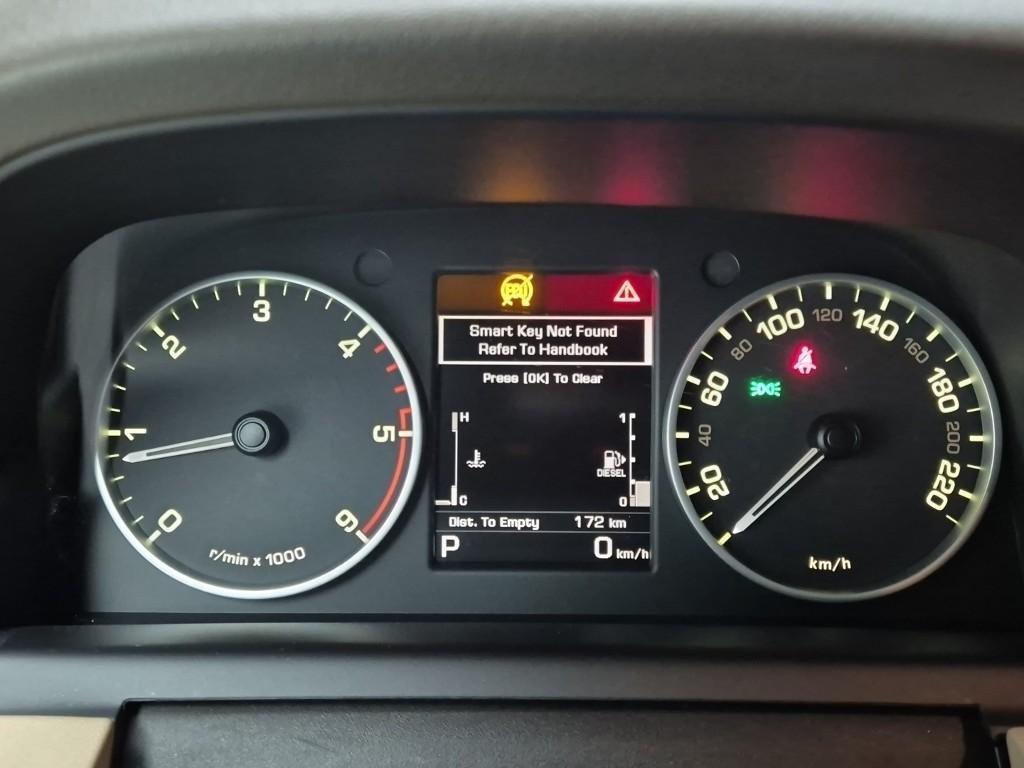 0
1
2
3
4
5
6
r/min x 1000
Smart Key Not Found
Refer To Handbook
Press [OK] To Clear
H
C
1
DIESEL
0
Dist. To Empty 172 km
P 0 km/h
20
40
60
80
100
120
140
160
180
200
220
km/h